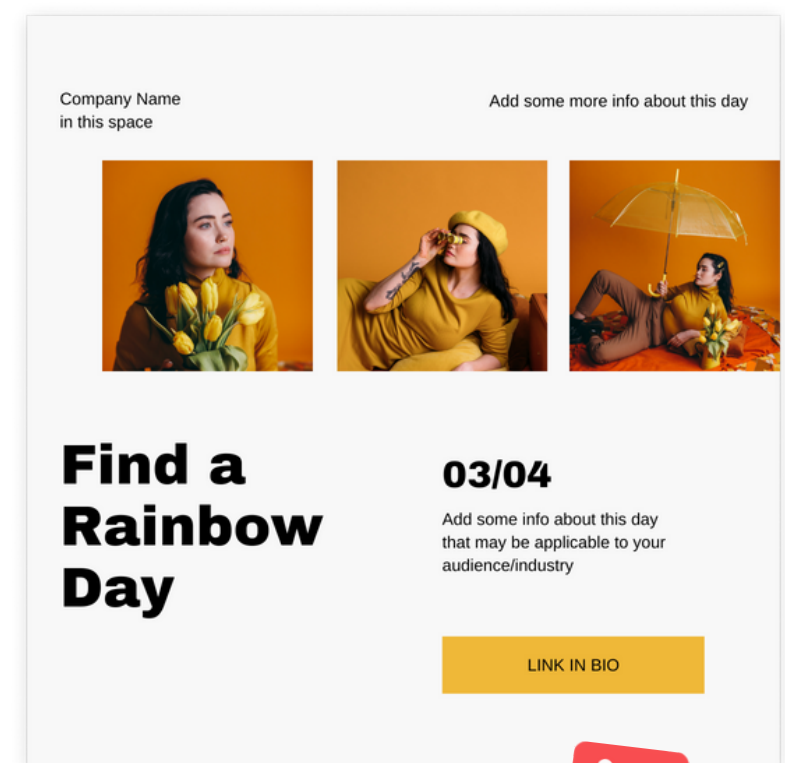 Company Name
in this space
Add some more info about this day
Find a
Rainbow
Day
03/04
Add some info about this day
that may be applicable to your
audience/industry
LINK IN BIO